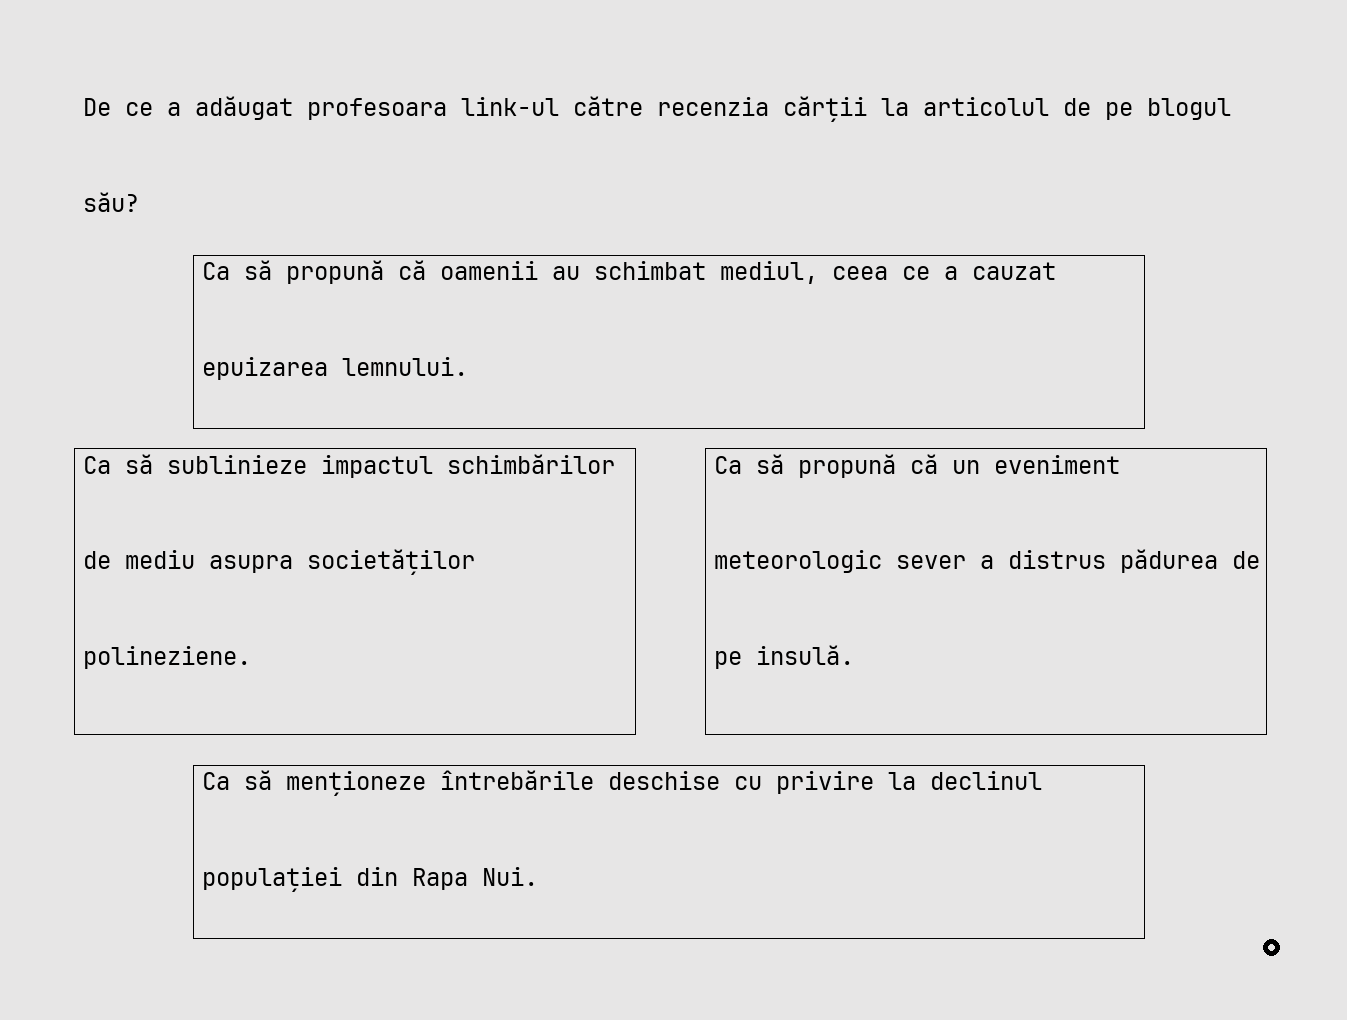 De ce a adăugat profesoara link-ul către recenzia cărții la articolul de pe blogul
său?
Ca să propună că oamenii au schimbat mediul, ceea ce a cauzat
epuizarea lemnului.
Ca să sublinieze impactul schimbărilor
de mediu asupra societăților
polineziene.
Ca să propună că un eveniment
meteorologic sever a distrus pădurea de
pe insulă.
Ca să menționeze întrebările deschise cu privire la declinul
populației din Rapa Nui.